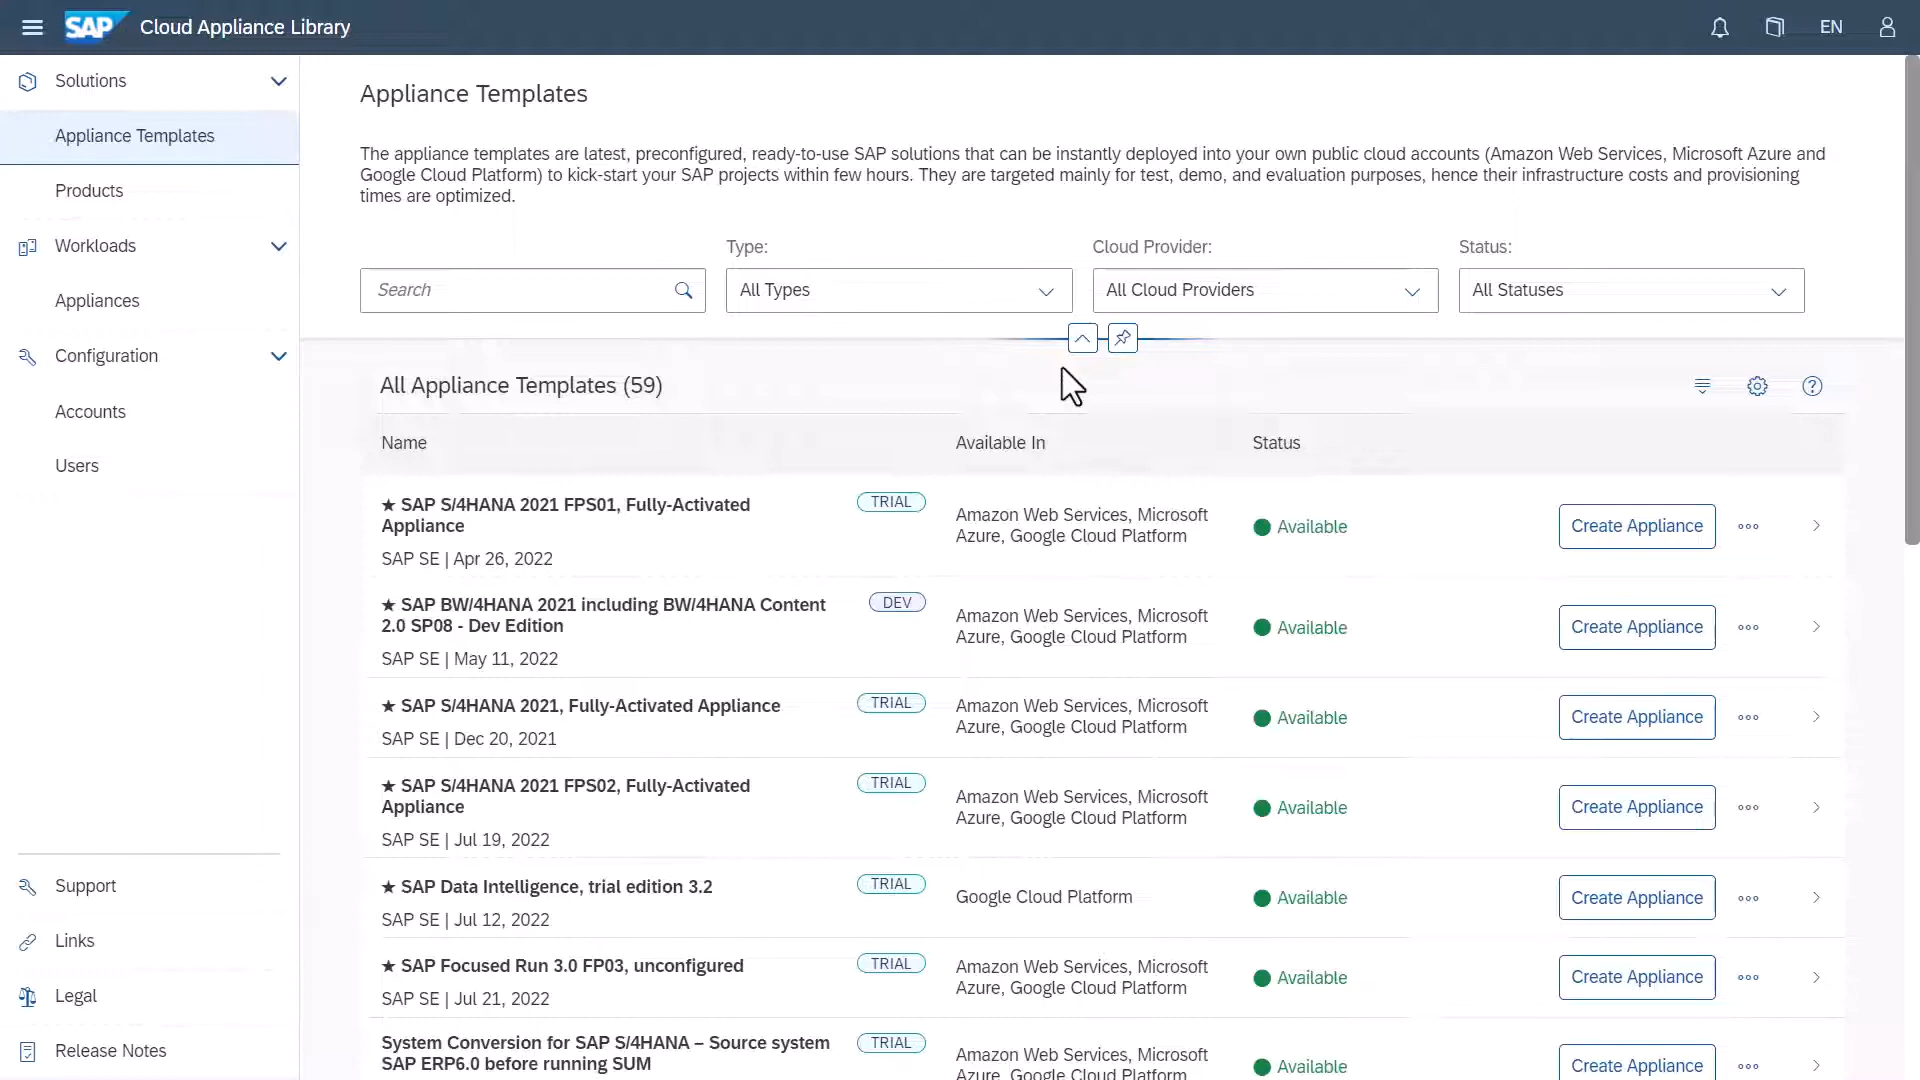 SAP Cloud Appliance Library
EN
Solutions
Appliance Templates
Products
Workloads
Appliances
Configuration
Accounts
Users
Support
Links
Legal
Release Notes
Appliance Templates
The appliance templates are latest, preconfigured, ready-to-use SAP solutions that can be instantly deployed into your own public cloud accounts (Amazon Web Services, Microsoft Azure and
Google Cloud Platform) to kick-start your SAP projects within few hours. They are targeted mainly for test, demo, and evaluation purposes, hence their infrastructure costs and provisioning
times are optimized.
Type:
Cloud Provider:
Status:
Search
All Types
All Cloud Providers
All Statuses
All Appliance Templates (59)
Name
Available In
Status
★ SAP S/4HANA 2021 FPS01, Fully-Activated
Appliance
SAP SE | Apr 26, 2022
TRIAL
Amazon Web Services, Microsoft
Azure, Google Cloud Platform
Available
Create Appliance
★ SAP BW/4HANA 2021 including BW/4HANA Content
2.0 SP08 - Dev Edition
SAP SE | May 11, 2022
DEV
Amazon Web Services, Microsoft
Azure, Google Cloud Platform
Available
Create Appliance
★ SAP S/4HANA 2021, Fully-Activated Appliance
SAP SE | Dec 20, 2021
TRIAL
Amazon Web Services, Microsoft
Azure, Google Cloud Platform
Available
Create Appliance
★ SAP S/4HANA 2021 FPS02, Fully-Activated
Appliance
SAP SE | Jul 19, 2022
TRIAL
Amazon Web Services, Microsoft
Azure, Google Cloud Platform
Available
Create Appliance
★ SAP Data Intelligence, trial edition 3.2
SAP SE | Jul 12, 2022
TRIAL
Google Cloud Platform
Available
Create Appliance
★ SAP Focused Run 3.0 FP03, unconfigured
SAP SE | Jul 21, 2022
TRIAL
Amazon Web Services, Microsoft
Azure, Google Cloud Platform
Available
Create Appliance
System Conversion for SAP S/4HANA – Source system
SAP ERP6.0 before running SUM
TRIAL
Amazon Web Services, Microsoft
Azure, Google Cloud Platform
Available
Create Appliance